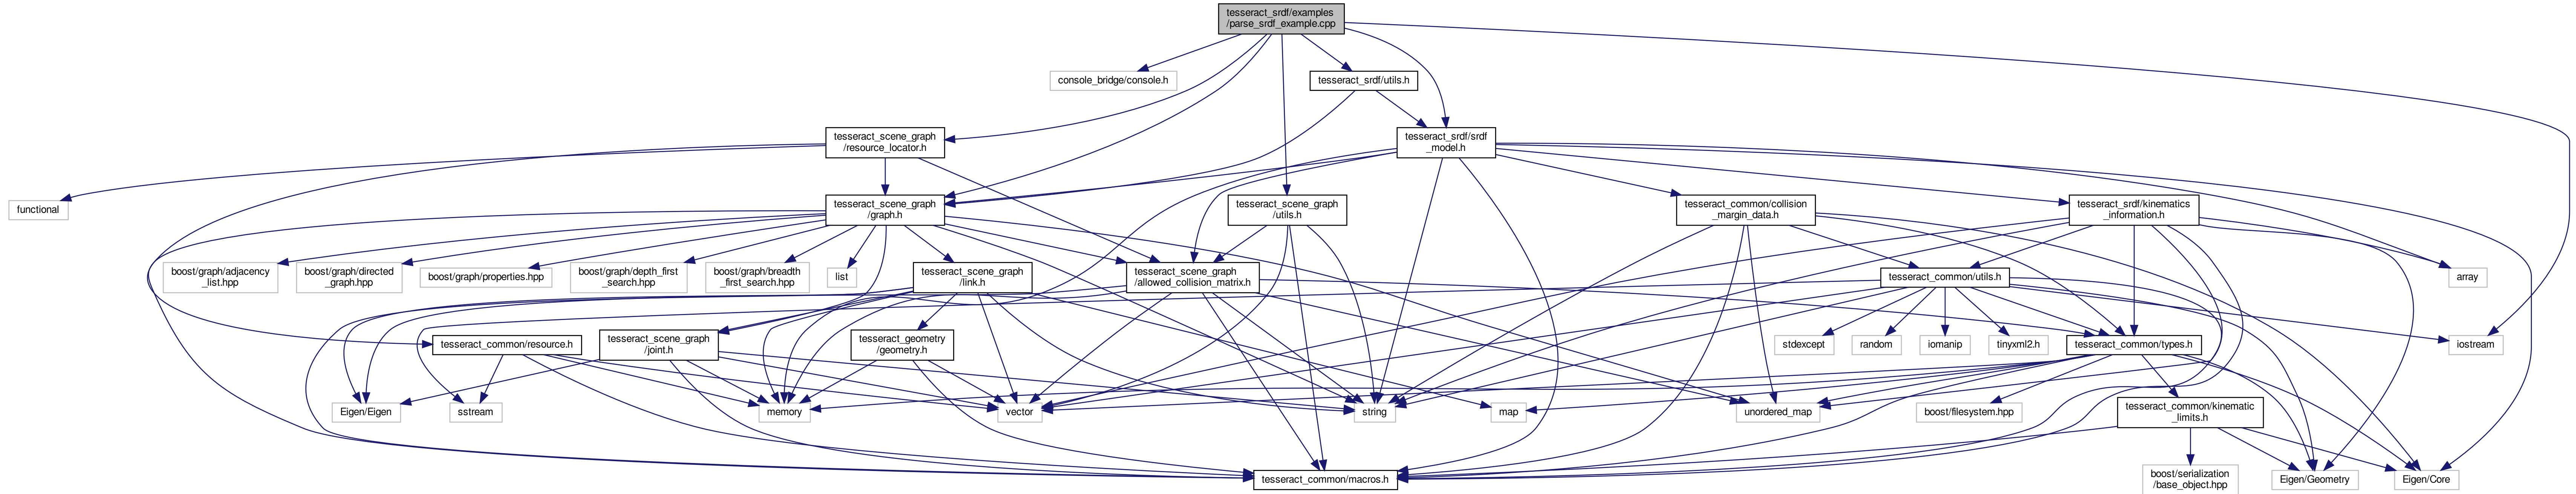 tesseract_srdf/examples
/parse_srdf_example.cpp
console_bridge/console.h
tesseract_srdf/utils.h
tesseract_scene_graph
/resource_locator.h
tesseract_srdf/srdf
_model.h
functional
tesseract_scene_graph
/graph.h
tesseract_scene_graph
/utils.h
tesseract_common/collision
_margin_data.h
tesseract_srdf/kinematics
_information.h
boost/graph/adjacency
_list.hpp
boost/graph/directed
_graph.hpp
boost/graph/properties.hpp
boost/graph/depth_first
_search.hpp
boost/graph/breadth
_first_search.hpp
list
tesseract_scene_graph
/link.h
tesseract_scene_graph
/allowed_collision_matrix.h
tesseract_common/utils.h
array
tesseract_common/resource.h
tesseract_scene_graph
/joint.h
tesseract_geometry
/geometry.h
stdexcept
random
iomanip
tinyxml2.h
tesseract_common/types.h
iostream
Eigen/Eigen
sstream
memory
vector
string
map
unordered_map
boost/filesystem.hpp
tesseract_common/kinematic
_limits.h
tesseract_common/macros.h
boost/serialization
/base_object.hpp
Eigen/Geometry
Eigen/Core